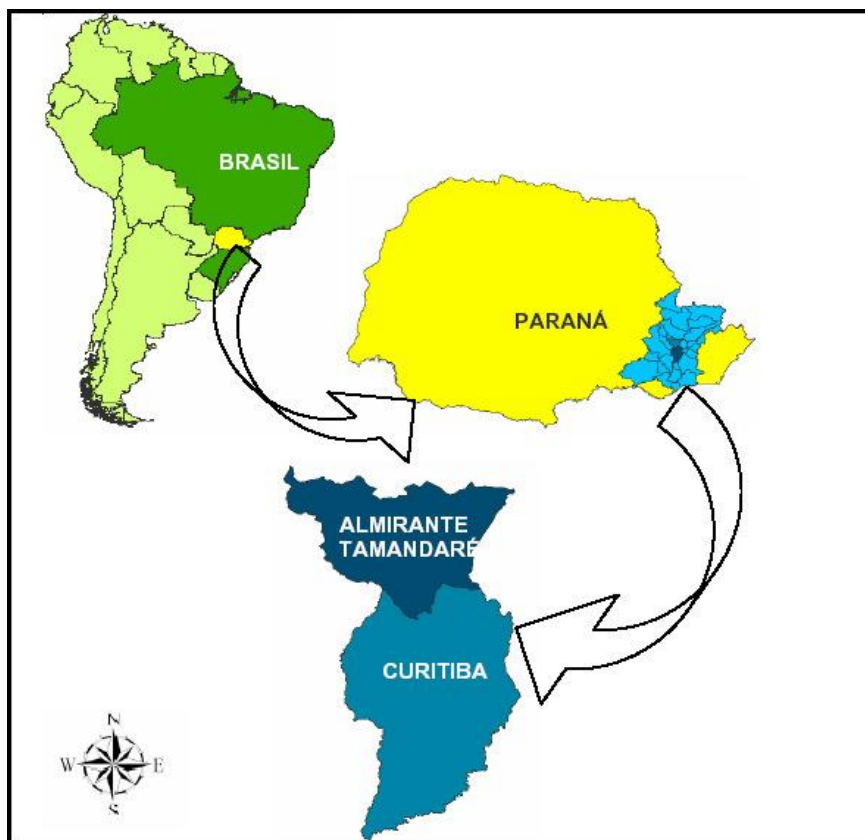 BRASIL
PARANÁ
ALMIRANTE
TAMANDARÉ
CURITIBA
N
W E
S